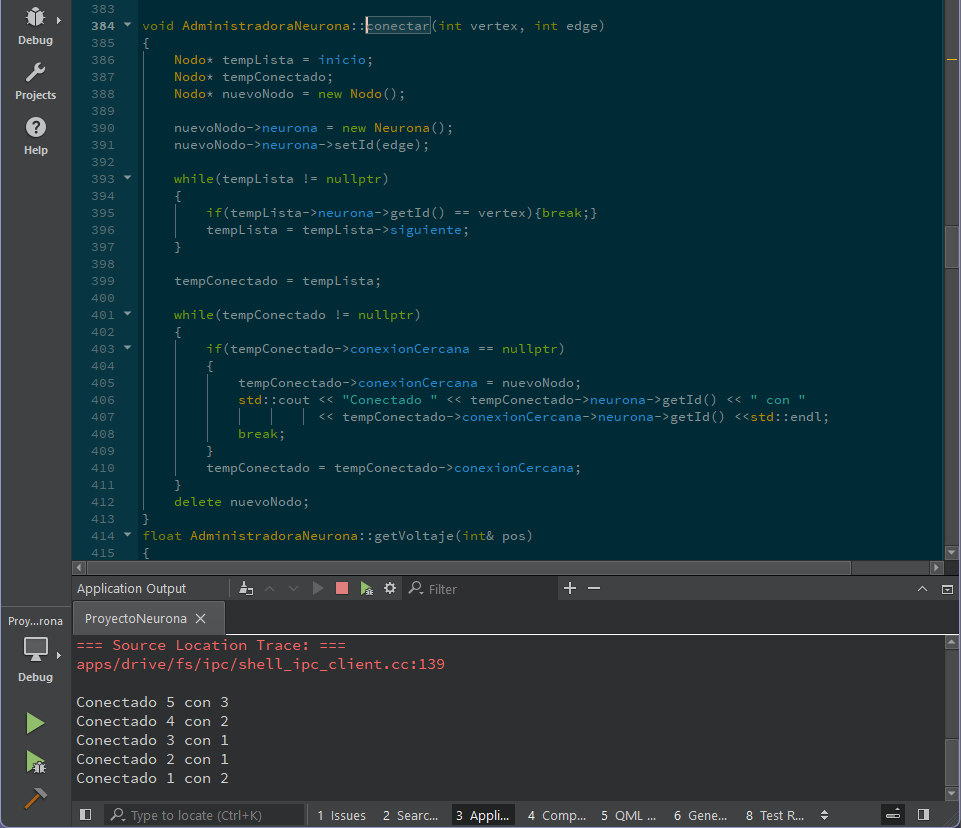 Debug
Projects
Help
383
384 void AdministradoraNeurona::conectar(int vertex, int edge)
385 {
386 Nodo* tempLista = inicio;
387 Nodo* tempConectado;
388 Nodo* nuevoNodo = new Nodo();
389
390 nuevoNodo->neurona = new Neurona();
391 nuevoNodo->neurona->setId(edge);
392
393 while(tempLista != nullptr)
394 {
395 if(tempLista->neurona->getId() == vertex){break;}
396 tempLista = tempLista->siguiente;
397 }
398
399 tempConectado = tempLista;
400
401 while(tempConectado != nullptr)
402 {
403 if(tempConectado->conexionCercana == nullptr)
404 {
405 tempConectado->conexionCercana = nuevoNodo;
406 std::cout << "Conectado " << tempConectado->neurona->getId() << " con "
407 << tempConectado->conexionCercana->neurona->getId() <<std::endl;
408 break;
409 }
410 tempConectado = tempConectado->conexionCercana;
411 }
412 delete nuevoNodo;
413 }
414 float AdministradoraNeurona::getVoltaje(int& pos)
415 {
Application Output Filter
ProyectoNeurona
Proy...rona
Debug
=== Source Location Trace: ===
apps/drive/fs/ipc/shell_ipc_client.cc:139
Conectado 5 con 3
Conectado 4 con 2
Conectado 3 con 1
Conectado 2 con 1
Conectado 1 con 2
Type to locate (Ctrl+K) 1 Issues 2 Searc... 3 Appli... 4 Comp... 5 QML ... 6 Gene... 8 Test R...